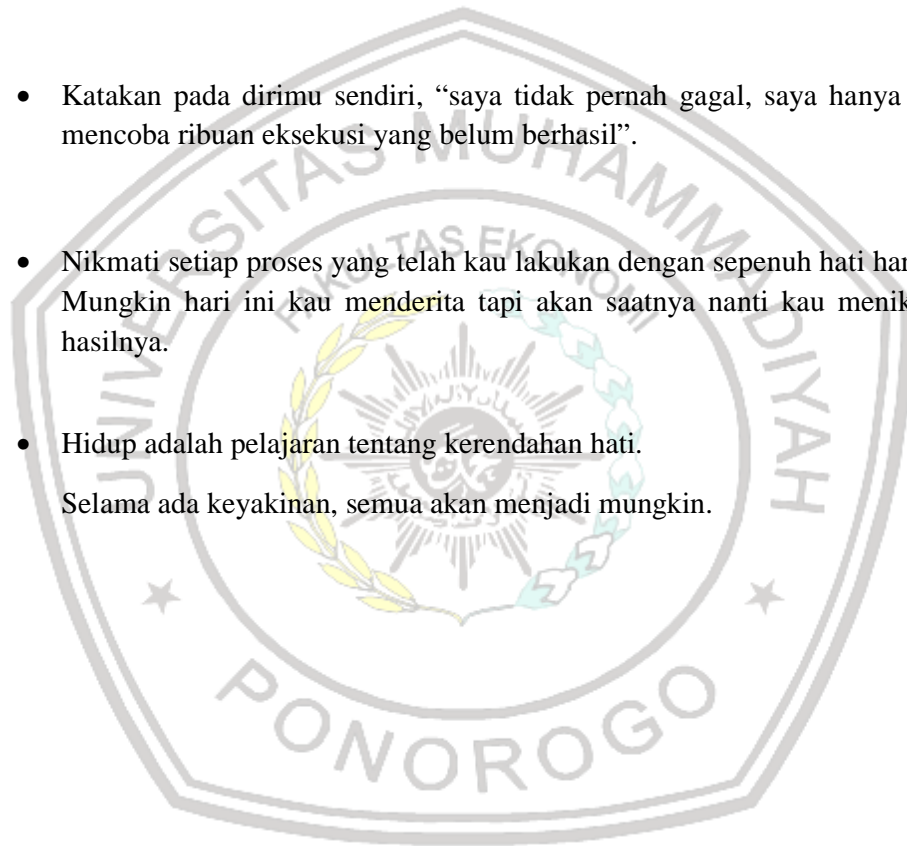 • Katakan pada dirimu sendiri, “saya tidak pernah gagal, saya hanya
mencoba ribuan eksekusi yang belum berhasil”.
• Nikmati setiap proses yang telah kau lakukan dengan sepenuh hati
Mungkin hari ini kau menderita tapi akan saatnya nanti kau
hasilnya.
• Hidup adalah pelajaran tentang kerendahan hati.
Selama ada keyakinan, semua akan menjadi mungkin.
UNIVERSITAS MUHAMMADIYAH
FAKULTAS EKONOMI
PONOROGO